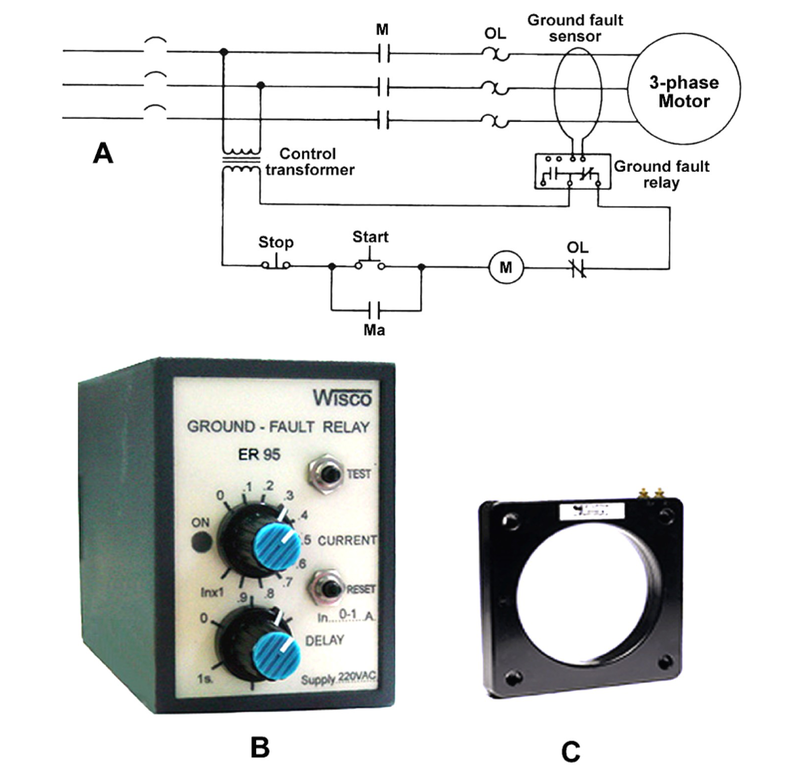 M
OL
Ground fault
sensor
3-phase
Motor
A
Control
transformer
Ground fault
relay
Stop
Start
M
OL
Ma
WISCO
GROUND - FAULT RELAY
ER 95
TEST
0 .1 .2 .3 .4 .5 .6 .7 .8 .9
ON
CURRENT
Inx1
RESET
In...0-1...A.
0
DELAY
1s.
Supply 220VAC
B
C